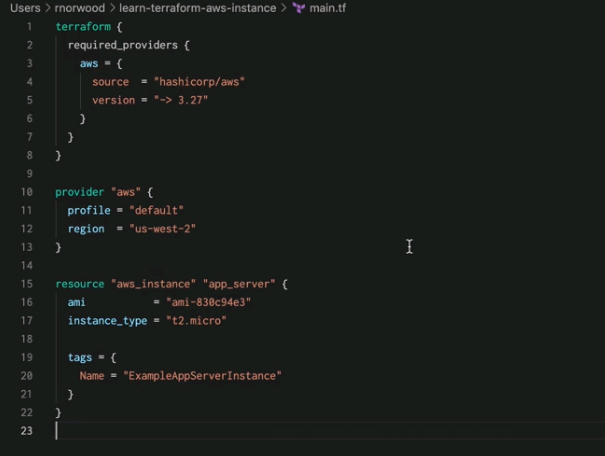 Users > rnorwood > learn-terraform-aws-instance > main.tf
1 terraform {
2   required_providers {
3     aws = {
4       source  = "hashicorp/aws"
5       version = "~> 3.27"
6     }
7   }
8 }
9
10 provider "aws" {
11   profile = "default"
12   region  = "us-west-2"
13 }
14
15 resource "aws_instance" "app_server" {
16   ami           = "ami-830c94e3"
17   instance_type = "t2.micro"
18
19   tags = {
20     Name = "ExampleAppServerInstance"
21   }
22 }
23